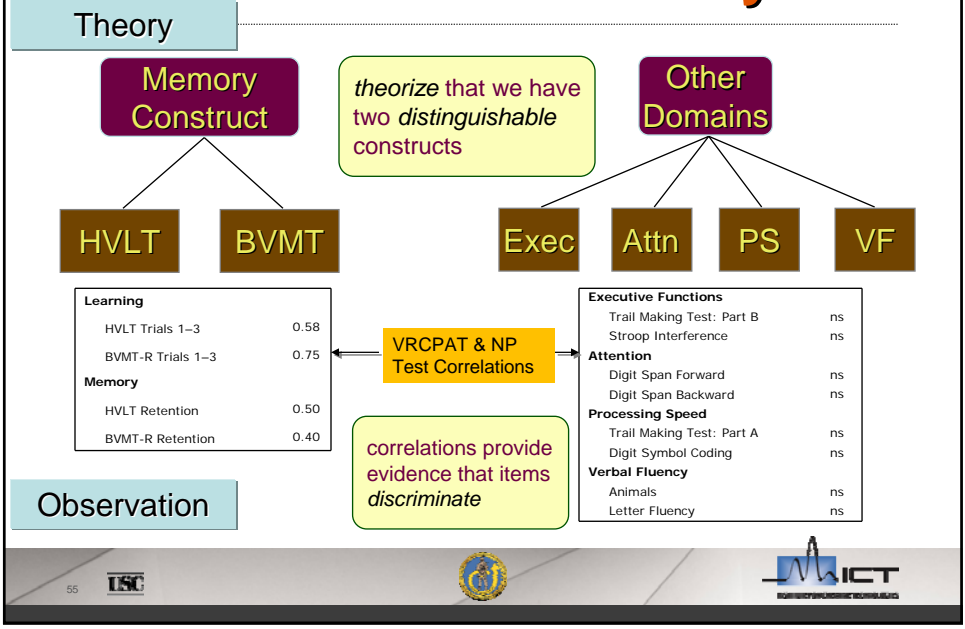 Theory
Memory
Construct
theorize that we have
two distinguishable
constructs
Other
Domains
HVLT
BVMT
Exec
Attn
PS
VF
Learning
HVLT Trials 1–3 0.58
BVMT-R Trials 1–3 0.75
Memory
HVLT Retention 0.50
BVMT-R Retention 0.40
VRCPAT & NP
Test Correlations
Executive Functions
Trail Making Test: Part B ns
Stroop Interference ns
Attention
Digit Span Forward ns
Digit Span Backward ns
Processing Speed
Trail Making Test: Part A ns
Digit Symbol Coding ns
Verbal Fluency
Animals ns
Letter Fluency ns
correlations provide
evidence that items
discriminate
Observation
55
USC
ICT